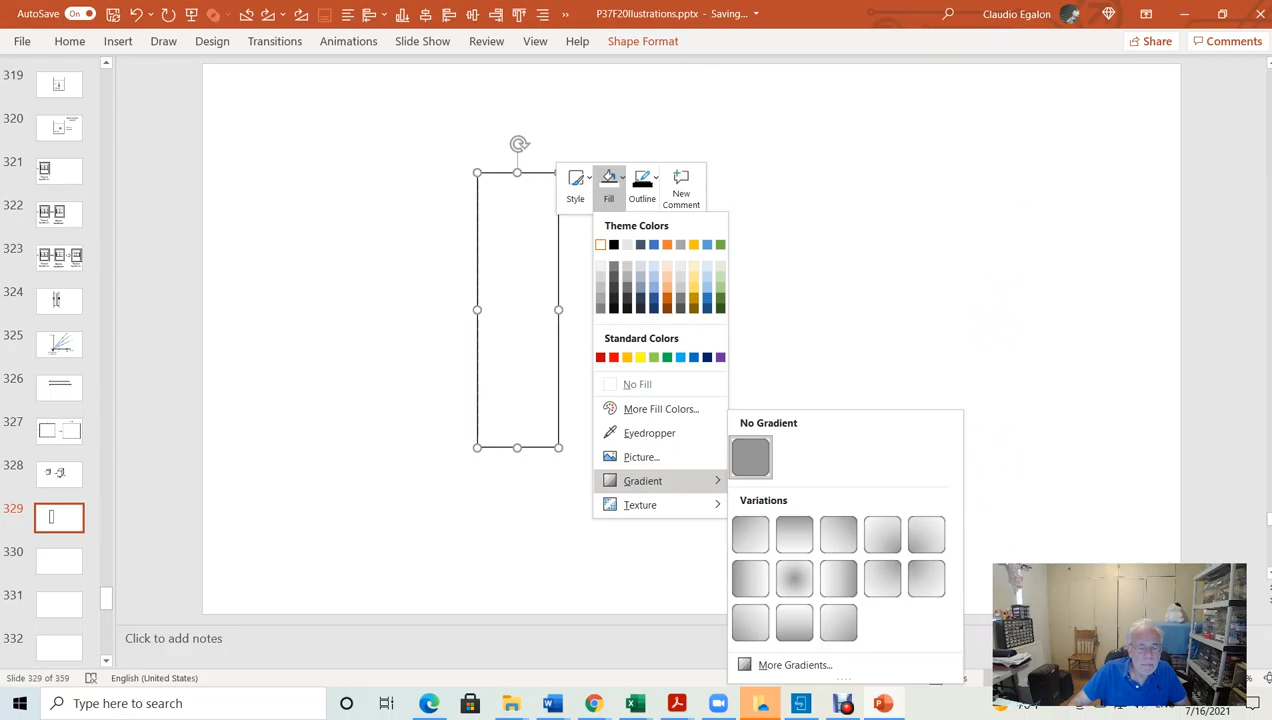 AutoSave On P37F20Ilustrations.pptx - Saving... Claudio Egalon
File Home Insert Draw Design Transitions Animations Slide Show Review View Help Shape Format Share Comments
319
320
321
322
323
324
325
326
327
328
329
330
331
332
Style Fill Outline New
Comment
Theme Colors
Standard Colors
No Fill
More Fill Colors...
Eyedropper
Picture...
Gradient
Texture
No Gradient
Variations
More Gradients...
Click to add notes
Slide 329 of 359 English (United States)
Type here to search
7/16/2021